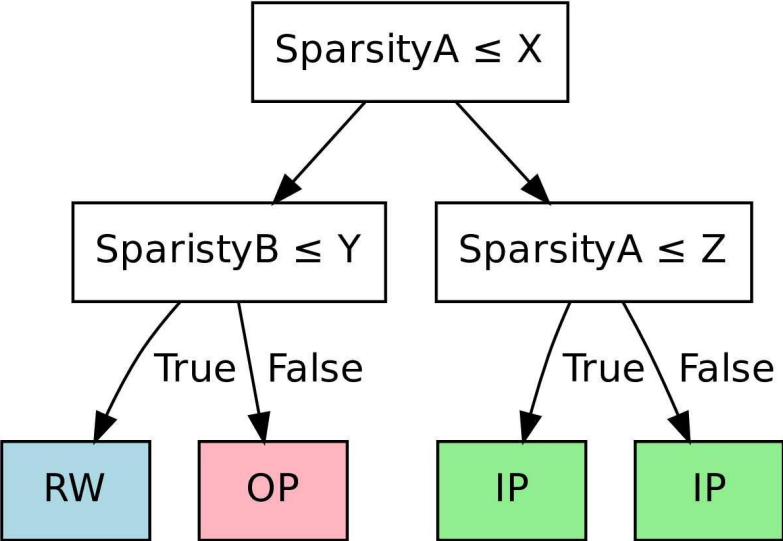 SparsityA ≤ X
SparistyB ≤ Y
SparsityA ≤ Z
True
False
True
False
RW
OP
IP
IP